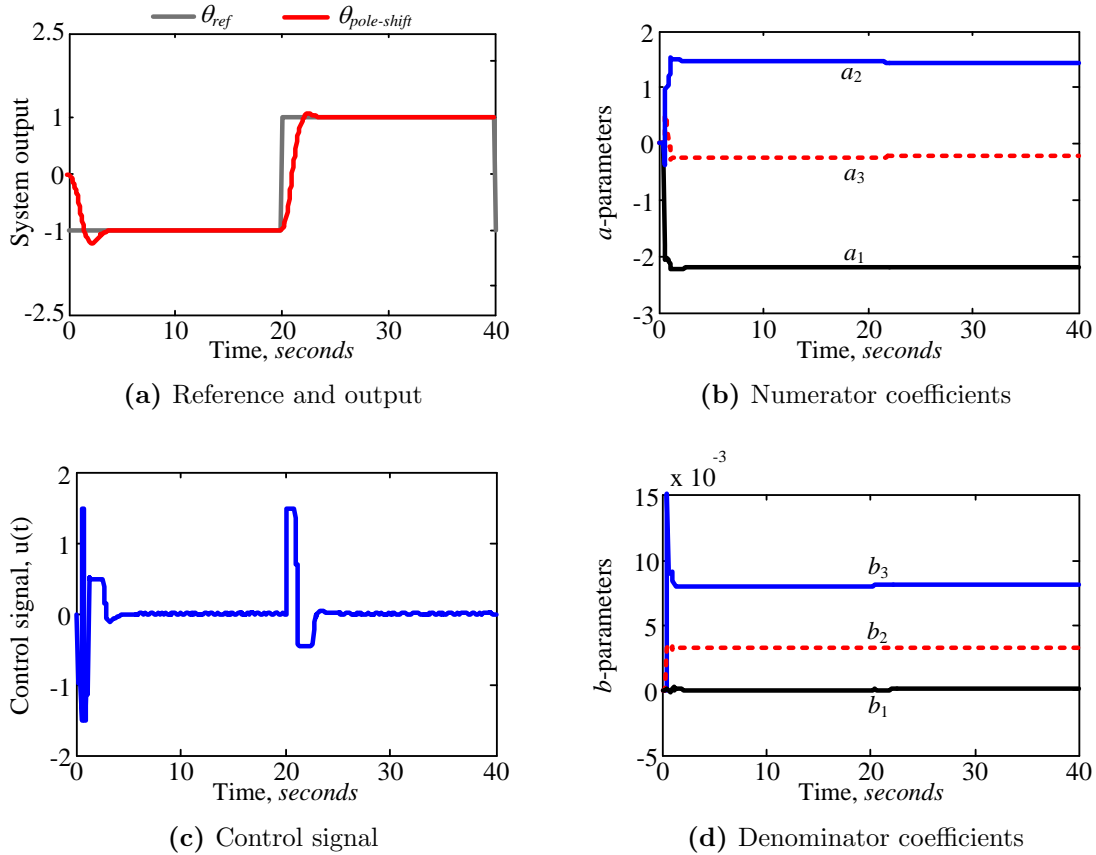 θref θpole-shift
2.5
1
0
-1
-2.5
System output
0 10 20 30 40
Time, seconds
(a) Reference and output
2
1
0
-1
-2
-3
a-parameters
a2
a3
a1
0 10 20 30 40
Time, seconds
(b) Numerator coefficients
2
1
0
-1
-2
Control signal, u(t)
0 10 20 30 40
Time, seconds
(c) Control signal
x 10-3
15
10
5
0
-5
b-parameters
b3
b2
b1
0 10 20 30 40
Time, seconds
(d) Denominator coefficients